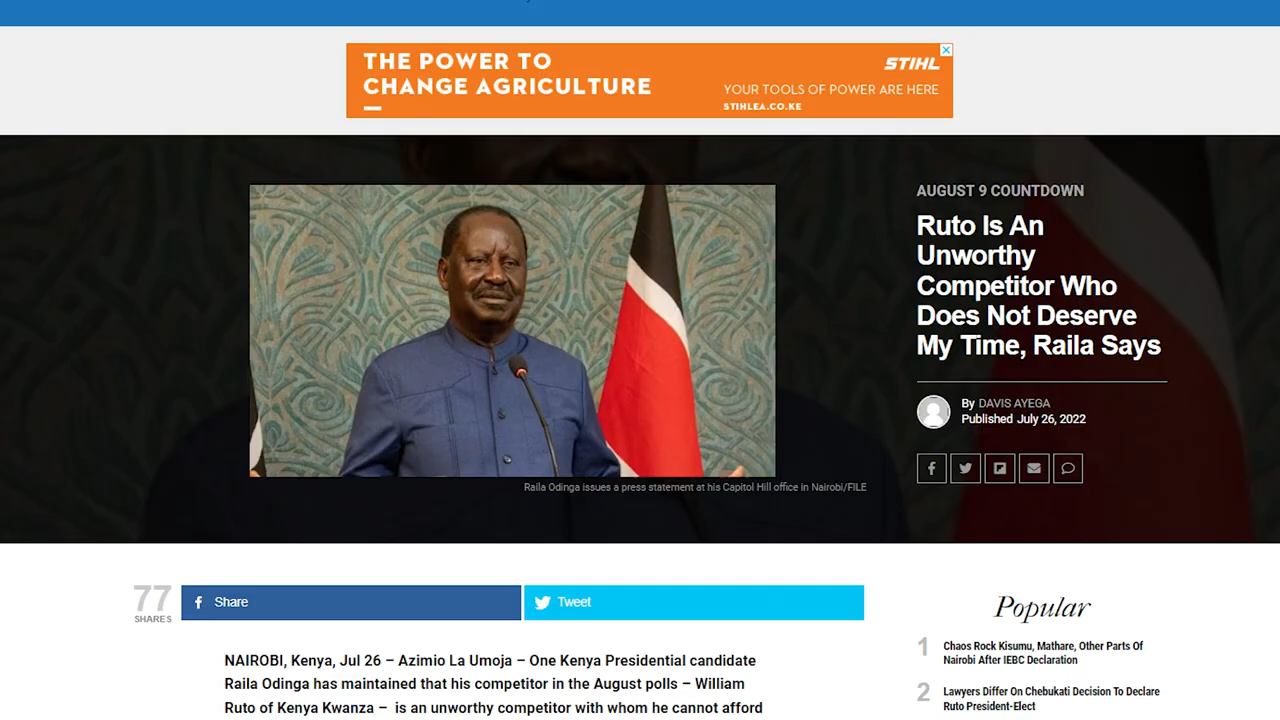 THE POWER TO
CHANGE AGRICULTURE
STIHL
YOUR TOOLS OF POWER ARE HERE
STIHLEA.CO.KE
AUGUST 9 COUNTDOWN
Ruto Is An
Unworthy
Competitor Who
Does Not Deserve
My Time, Raila Says
By DAVIS AYEGA
Published July 26, 2022
Raila Odinga issues a press statement at his Capitol Hill office in Nairobi/FILE
77
SHARES
Share
Tweet
NAIROBI, Kenya, Jul 26 – Azimio La Umoja – One Kenya Presidential candidate
Raila Odinga has maintained that his competitor in the August polls – William
Ruto of Kenya Kwanza – is an unworthy competitor with whom he cannot afford
Popular
1 Chaos Rock Kisumu, Mathare, Other Parts Of
Nairobi After IEBC Declaration
2 Lawyers Differ On Chebukati Decision To Declare
Ruto President-Elect